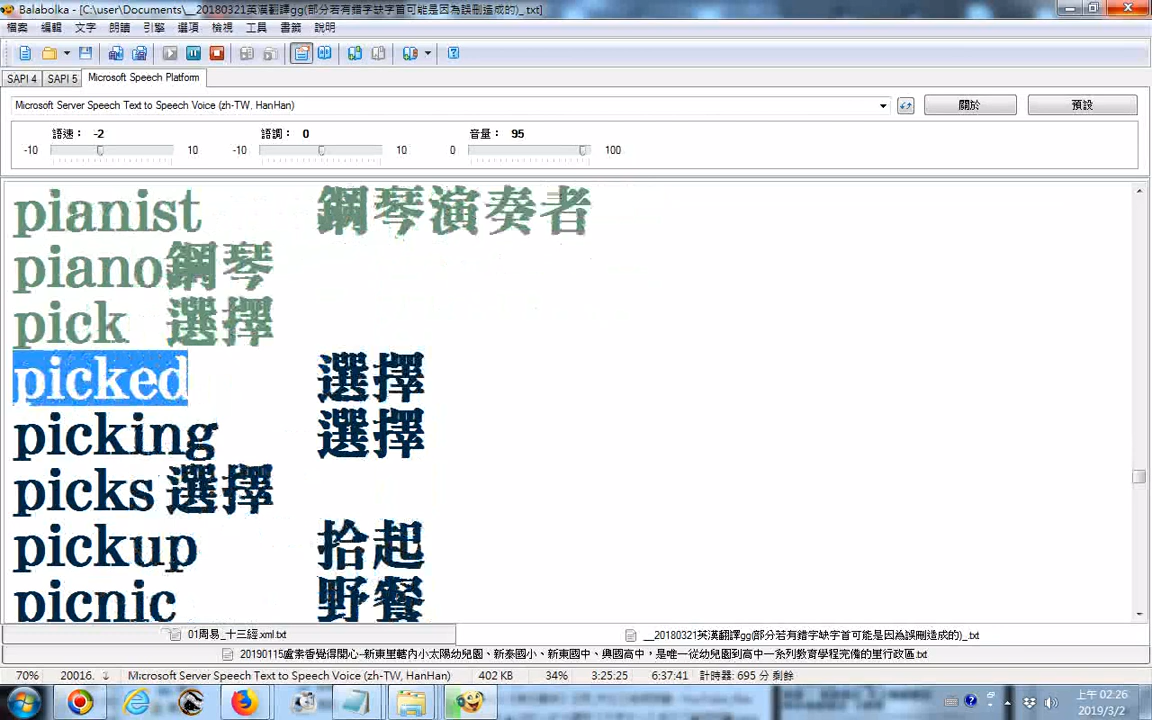 Balabolka - [C:\user\Documents\__20180321英漢翻譯gg(部分若有錯字缺字首可能是因為誤刪造成的)_.txt]
檔案 編輯 文字 朗讀 引擎 選項 檢視 工具 書籤 說明
SAPI 4 SAPI 5 Microsoft Speech Platform
Microsoft Server Speech Text to Speech Voice (zh-TW, HanHan) 關於 預設
語速： -2 語調： 0 音量： 95
-10 10 -10 10 0 100
pianist 鋼琴演奏者
piano鋼琴
pick 選擇
picked 選擇
picking 選擇
picks 選擇
pickup 拾起
picnic 野餐
01周易_十三經.xml.txt __20180321英漢翻譯gg(部分若有錯字缺字首可能是因為誤刪造成的)_.txt
20190115盧素香覺得開心-新東里轄內小太陽幼兒園、新泰國小、新東國中、興國高中，是唯一從幼兒園到高中一系列教育學程完備的里行政區.txt
70% 20016. Microsoft Server Speech Text to Speech Voice (zh-TW, HanHan) 402 KB 34% 3:25:25 6:37:41 計時器: 695 分 剩餘
上午 02:26
2019/3/2